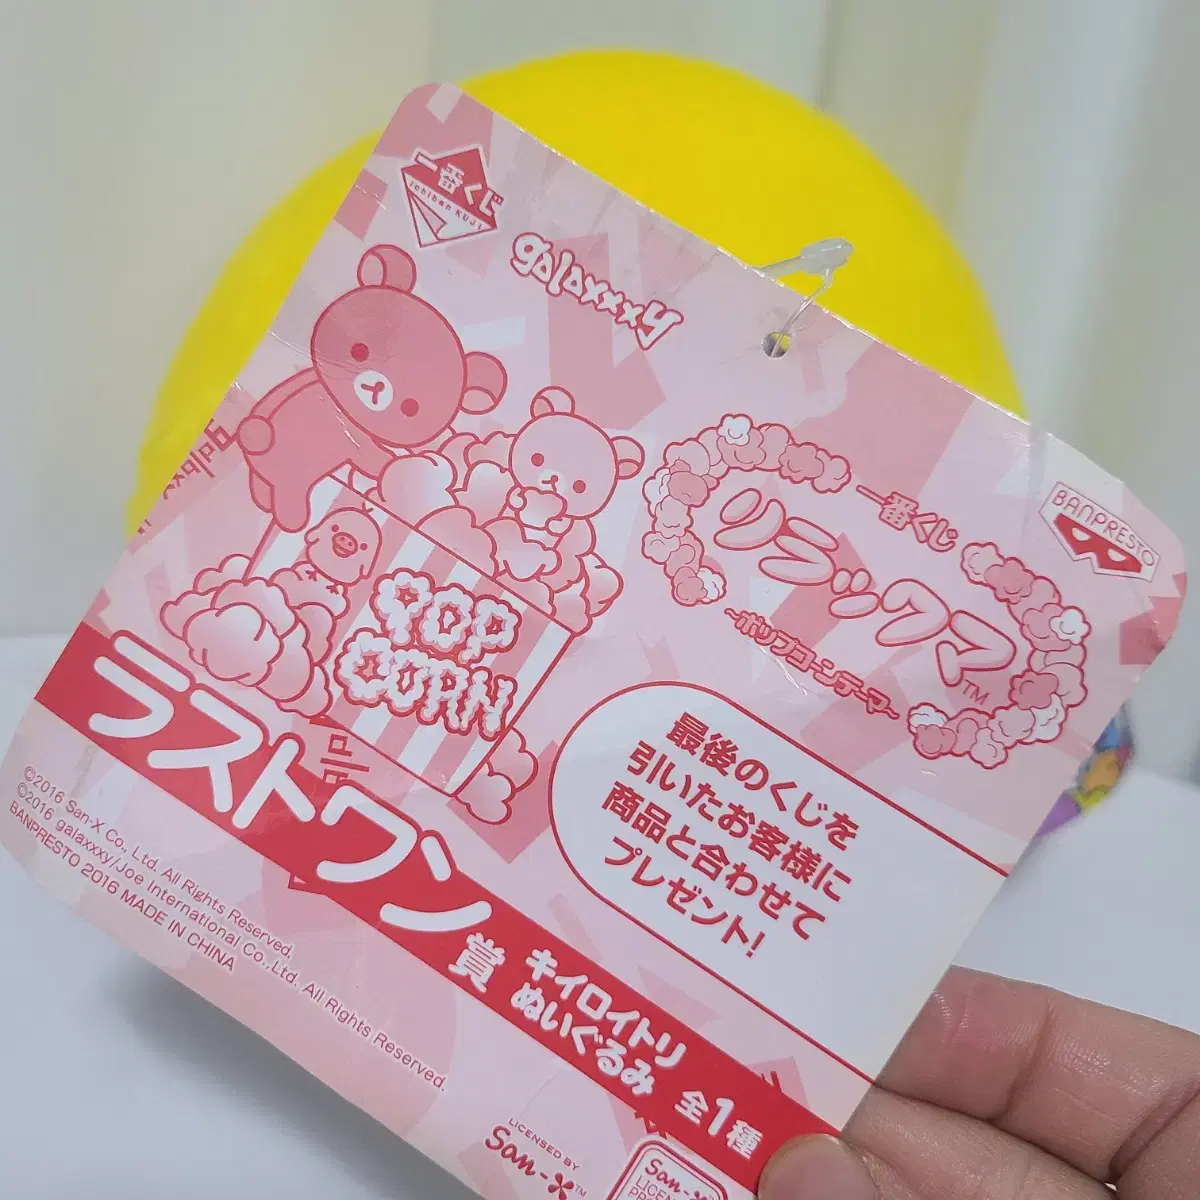 一番くじ
ichiban KUJI
galaxxxy
galaxxxy
一番くじ
リラックマ™
~ポップコーンテーマ~
BANPRESTO
POP
CORN
最後のくじを
引いたお客様に
商品と合わせて
プレゼント!
ラストワン賞
キイロイトリ
ぬいぐるみ
全1種
©2016 San-X Co., Ltd. All Rights Reserved.
©2016 galaxxxy/Joe International Co.,Ltd. All Rights Reserved.
BANPRESTO 2016 MADE IN CHINA
LICENSED BY
San-X™
San-X